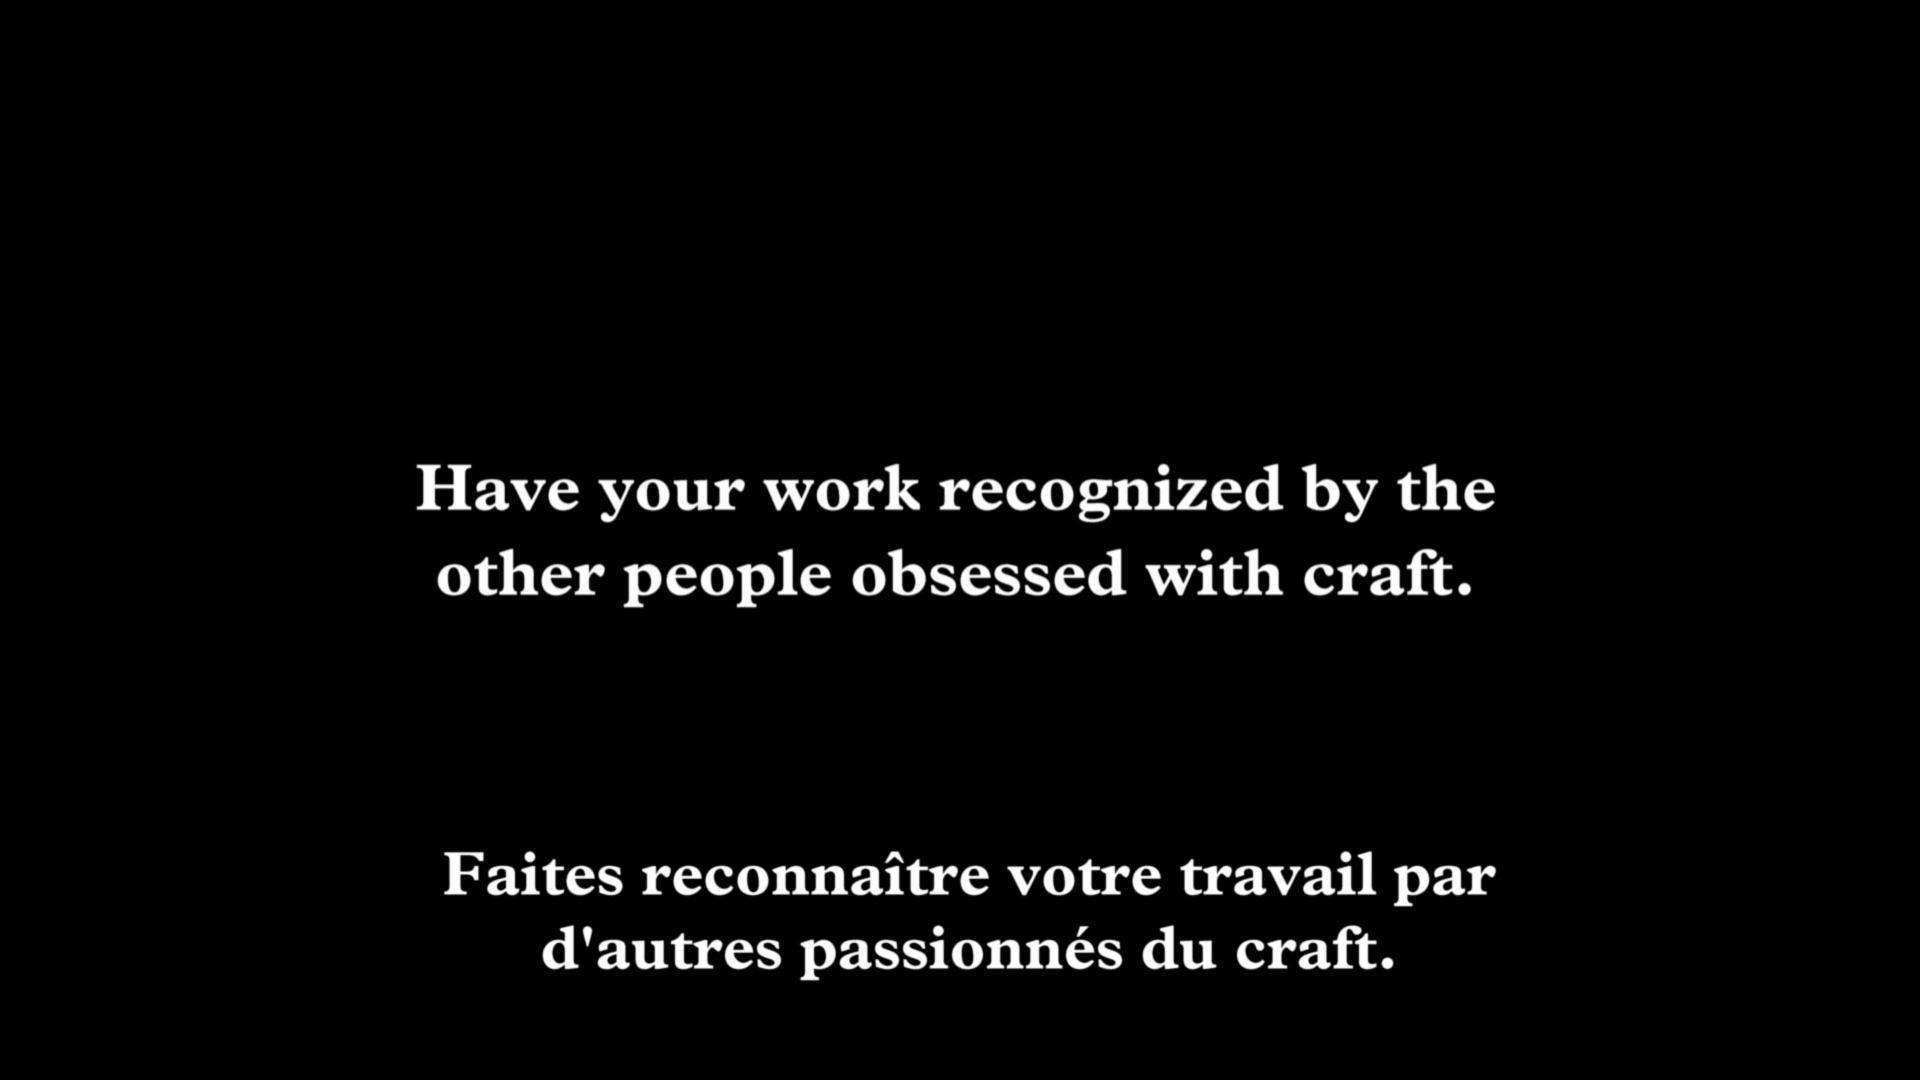 Have your work recognized by the
other people obsessed with craft.
Faites reconnaître votre travail par
d'autres passionnés du craft.